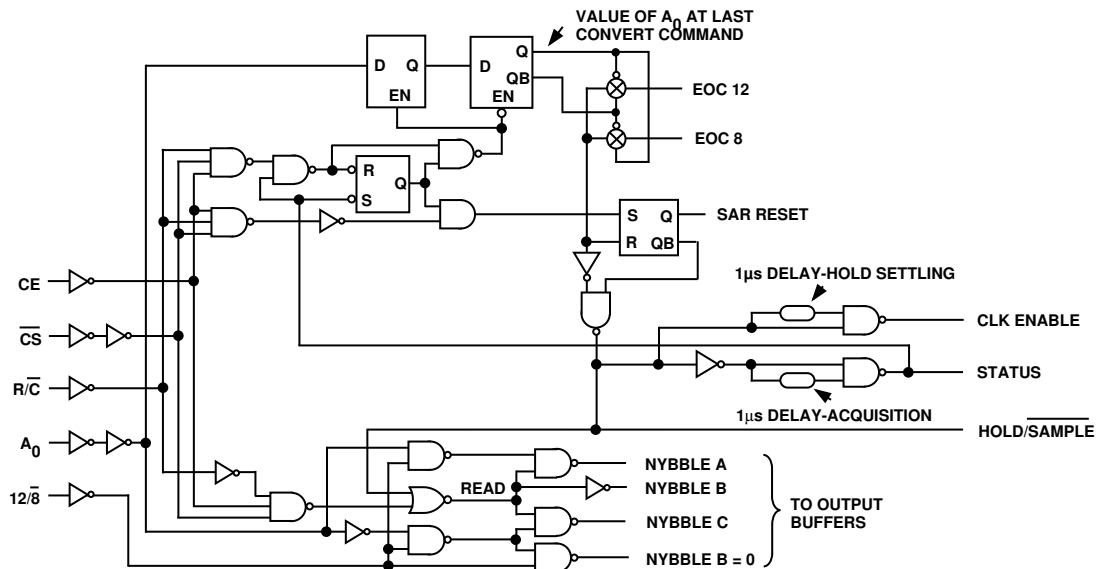 VALUE OF A0 AT LAST
CONVERT COMMAND
D Q
EN
D Q
QB
EN
EOC 12
EOC 8
R
Q
S
S Q
R QB
SAR RESET
1µs DELAY-HOLD SETTLING
CE
CS
CLK ENABLE
R/C
STATUS
1µs DELAY-ACQUISITION
A0
HOLD/SAMPLE
NYBBLE A
READ
NYBBLE B
12/8
NYBBLE C
TO OUTPUT
BUFFERS
NYBBLE B = 0